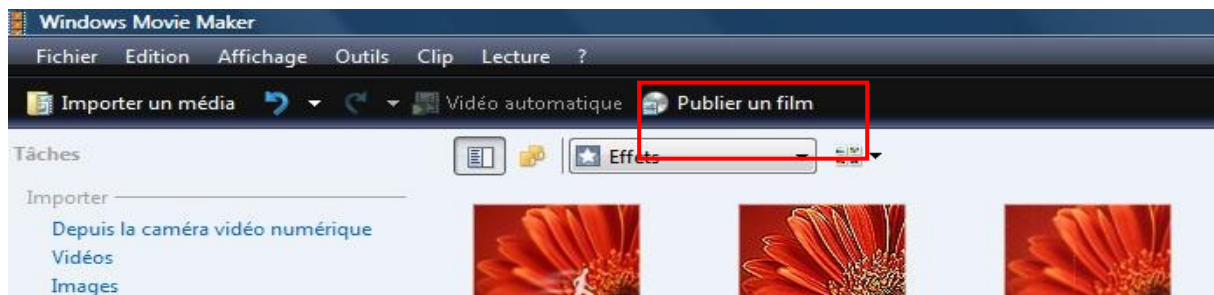 Windows Movie Maker
Fichier Edition Affichage Outils Clip Lecture ?
Importer un média Vidéo automatique Publier un film
Tâches
Effets
Importer
Depuis la caméra vidéo numérique
Vidéos
Images